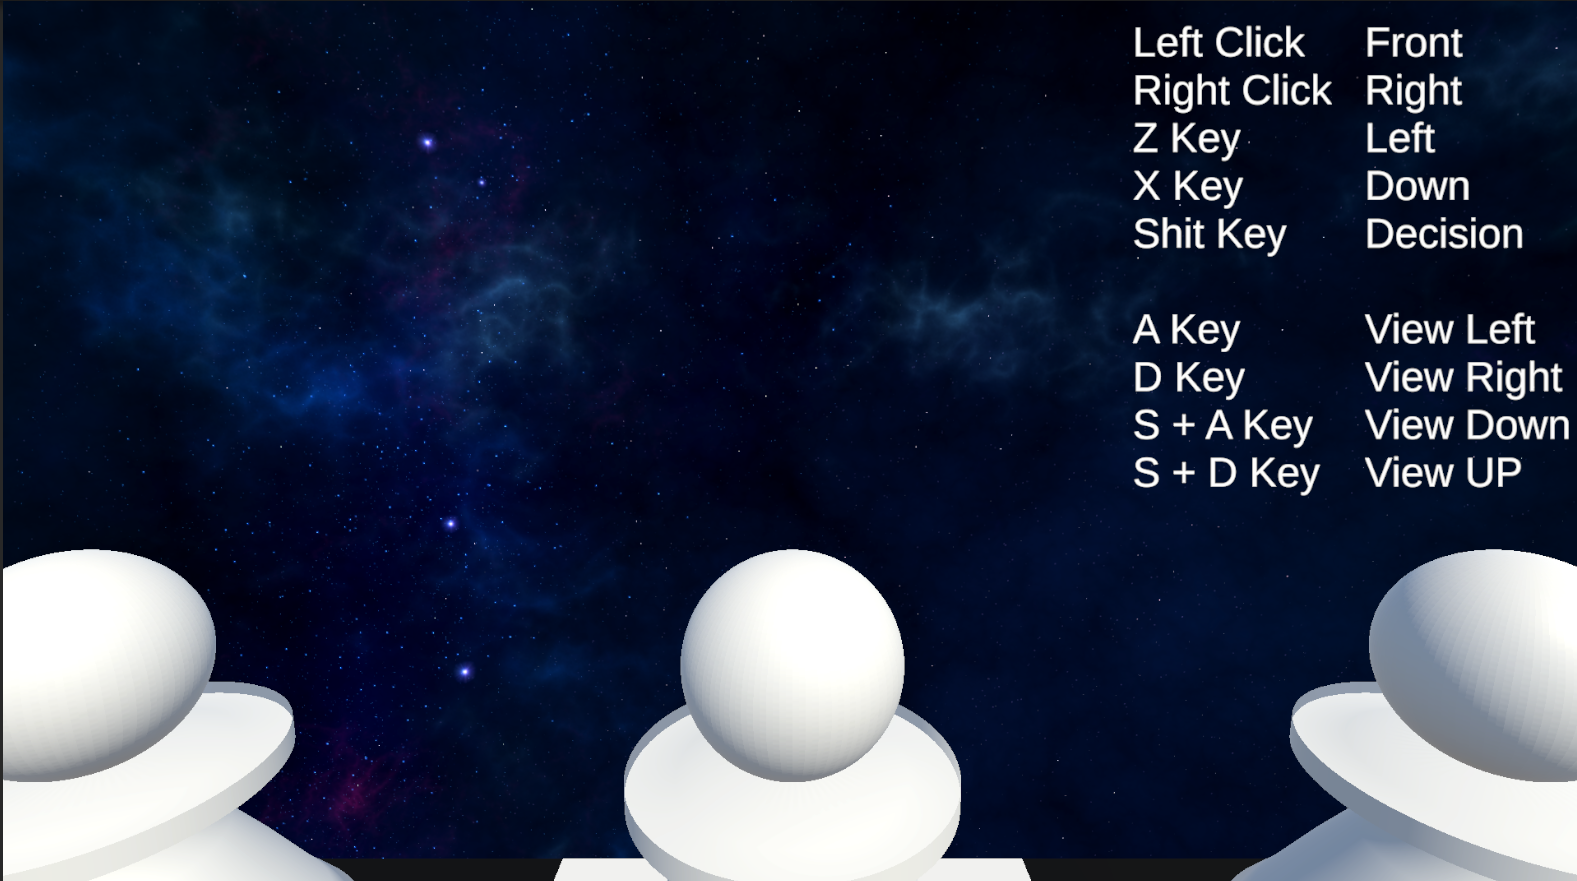 Left Click Front
Right Click Right
Z Key Left
X Key Down
Shit Key Decision
A Key View Left
D Key View Right
S + A Key View Down
S + D Key View UP